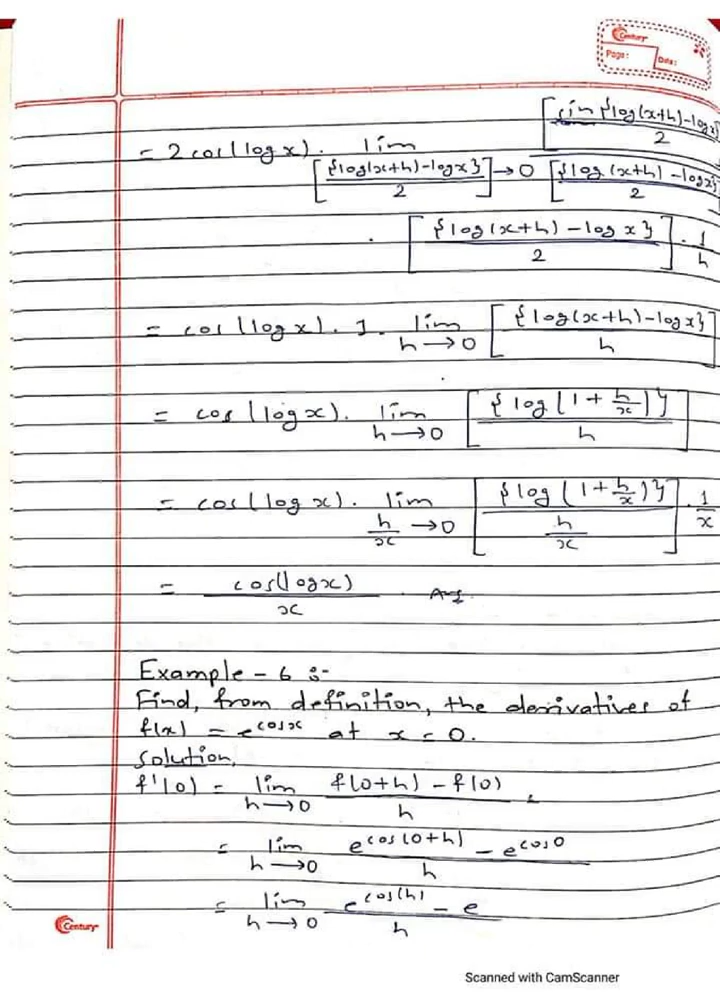 Century
Page: Date:
= 2 cos(log x). lim [{log(x+h)-log x}]/2 → 0 [sin {log(x+h)-log x}]/2 / [{log (x+h) - log x}]/2
. [{log(x+h) - log x}/2] . 1/h
= cos(log x). 1. lim h→0 [{log(x+h)-log x}/h]
= cos(log x). lim h→0 [{log(1+h/x)}/h]
= cos(log x). lim h/x→0 [{log(1+h/x)}/(h/x)] . 1/x
= cos(log x)/x . Ans
Example - 6 :-
Find, from definition, the derivatives of
f(x) = e^cosx at x = 0.
Solution,
f'(0) = lim h→0 f(0+h) - f(0)/h
= lim h→0 e^cos(0+h) - e^cos0/h
= lim h→0 e^cos(h) - e/h
Century
Scanned with CamScanner